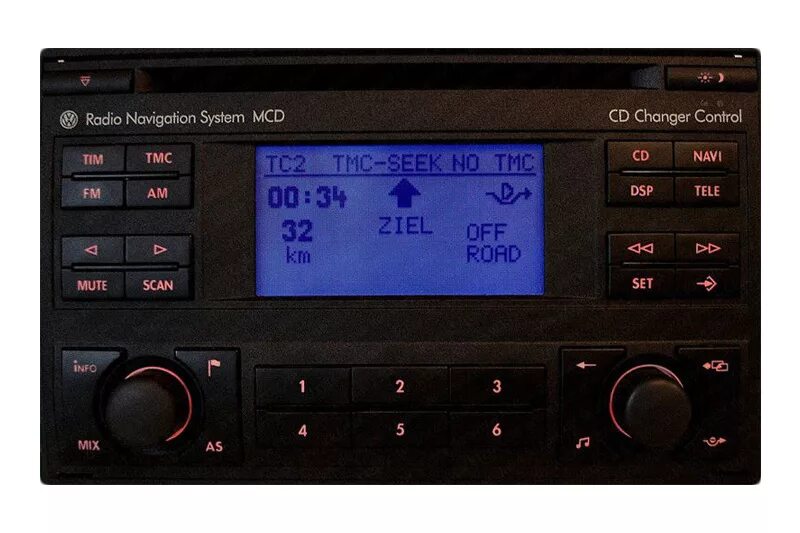 Radio Navigation System MCD
CD Changer Control
TIM TMC
FM AM
MUTE SCAN
TC2 TMC-SEEK NO TMC
00:34
32
km
ZIEL
OFF
ROAD
CD NAVI
DSP TELE
SET
INFO
MIX
AS
1 2 3
4 5 6